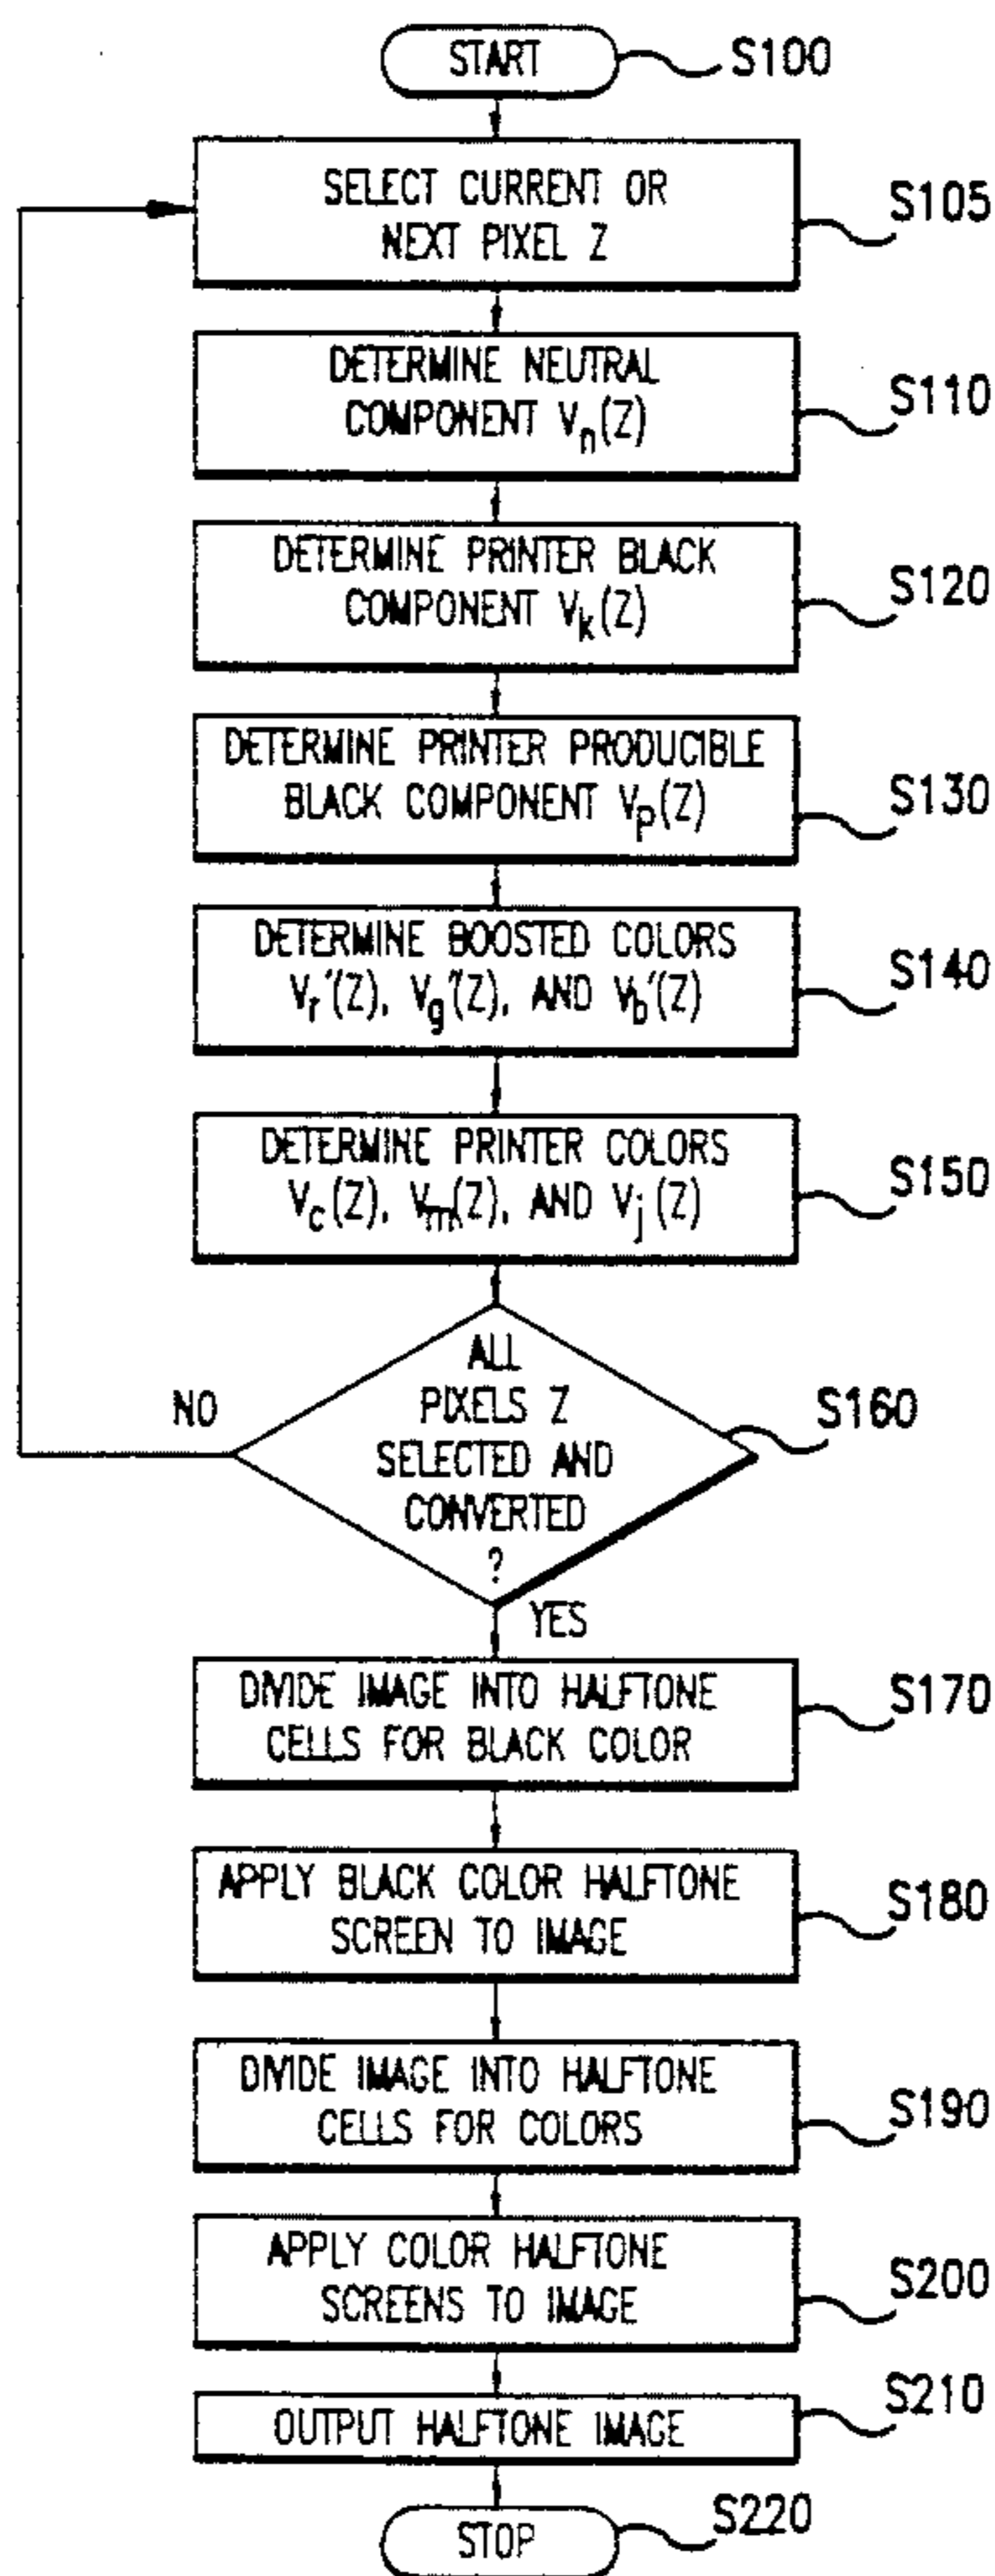 START
S100
SELECT CURRENT OR
NEXT PIXEL Z
S105
DETERMINE NEUTRAL
COMPONENT Vn(Z)
S110
DETERMINE PRINTER BLACK
COMPONENT Vk(Z)
S120
DETERMINE PRINTER PRODUCIBLE
BLACK COMPONENT Vp(Z)
S130
DETERMINE BOOSTED COLORS
Vr'(Z), Vg'(Z), AND Vb'(Z)
S140
DETERMINE PRINTER COLORS
Vc(Z), Vm(Z), AND Vj(Z)
S150
ALL
PIXELS Z
SELECTED AND
CONVERTED
?
S160
NO
YES
DIVIDE IMAGE INTO HALFTONE
CELLS FOR BLACK COLOR
S170
APPLY BLACK COLOR HALFTONE
SCREEN TO IMAGE
S180
DIVIDE IMAGE INTO HALFTONE
CELLS FOR COLORS
S190
APPLY COLOR HALFTONE
SCREENS TO IMAGE
S200
OUTPUT HALFTONE IMAGE
S210
STOP
S220